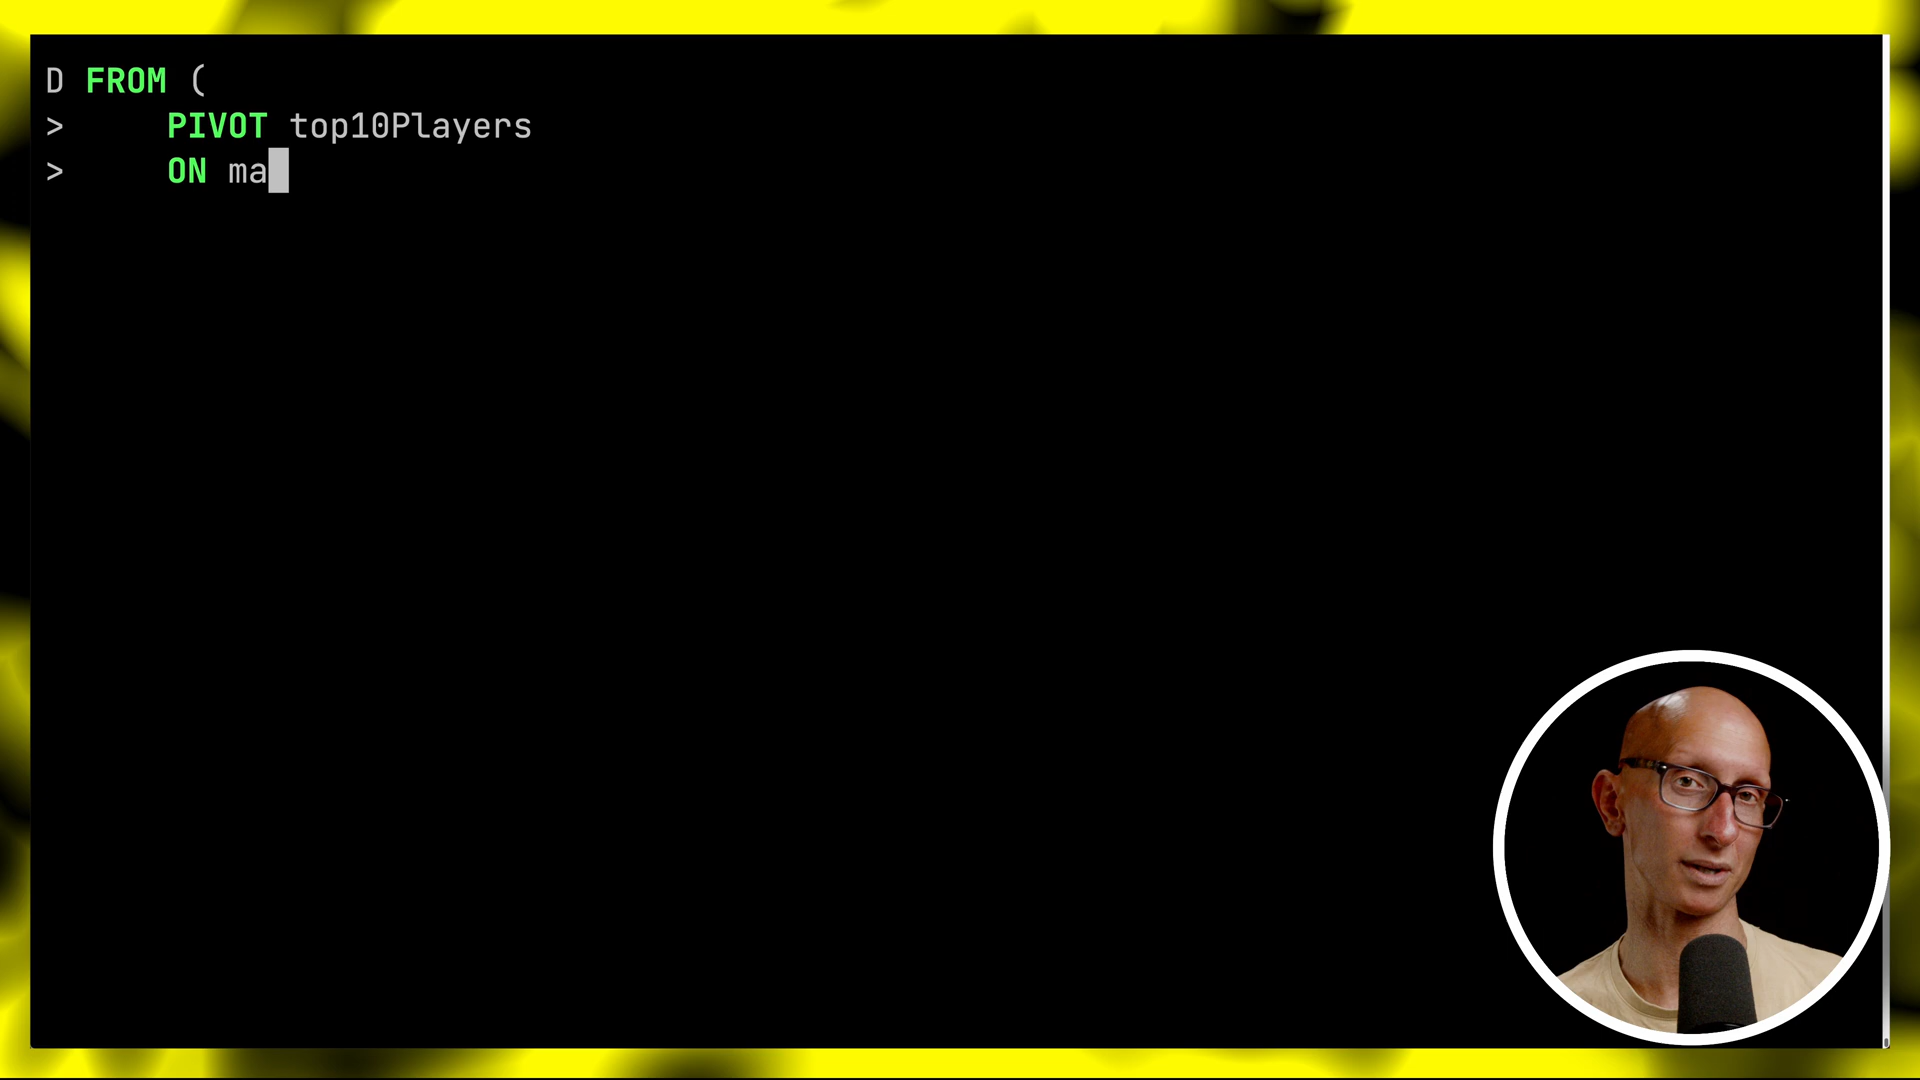 D FROM (
>     PIVOT top10Players
>     ON ma